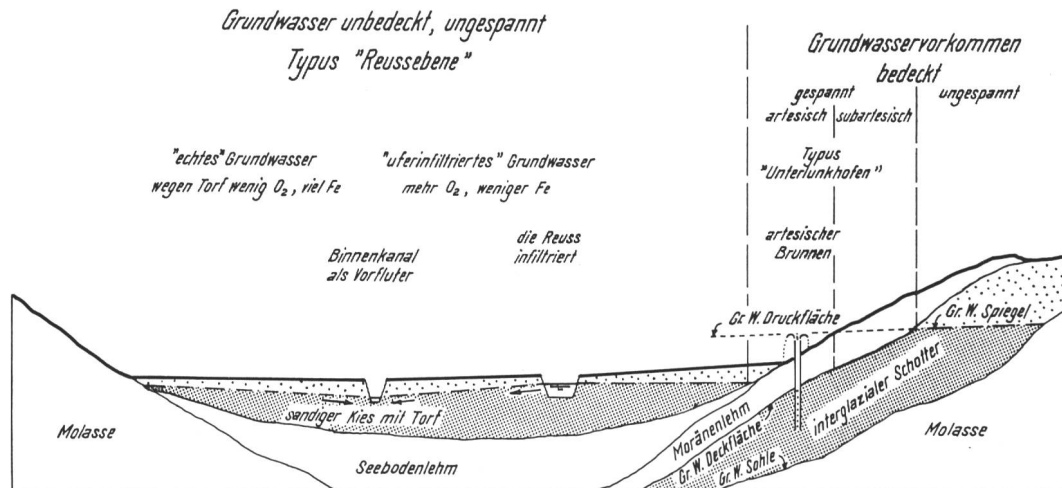 Grundwasser unbedeckt, ungespannt
Typus "Reussebene"
Grundwasservorkommen
bedeckt
gespannt
ungespannt
artesisch
subartesisch
"echtes" Grundwasser
wegen Torf wenig O₂, viel Fe
"uferinfiltriertes" Grundwasser
mehr O₂, weniger Fe
Typus
"Unterlunkhofen"
Binnenkanal
als Vorfluter
die Reuss
infiltriert
artesischer
Brunnen
Gr. W. Druckfläche
Gr. W. Spiegel
sandiger Kies mit Torf
Molasse
Seebodenlehm
Moränenlehm
Gr. W. Deckfläche
Gr. W. Sohle
interglazialer Schotter
Molasse